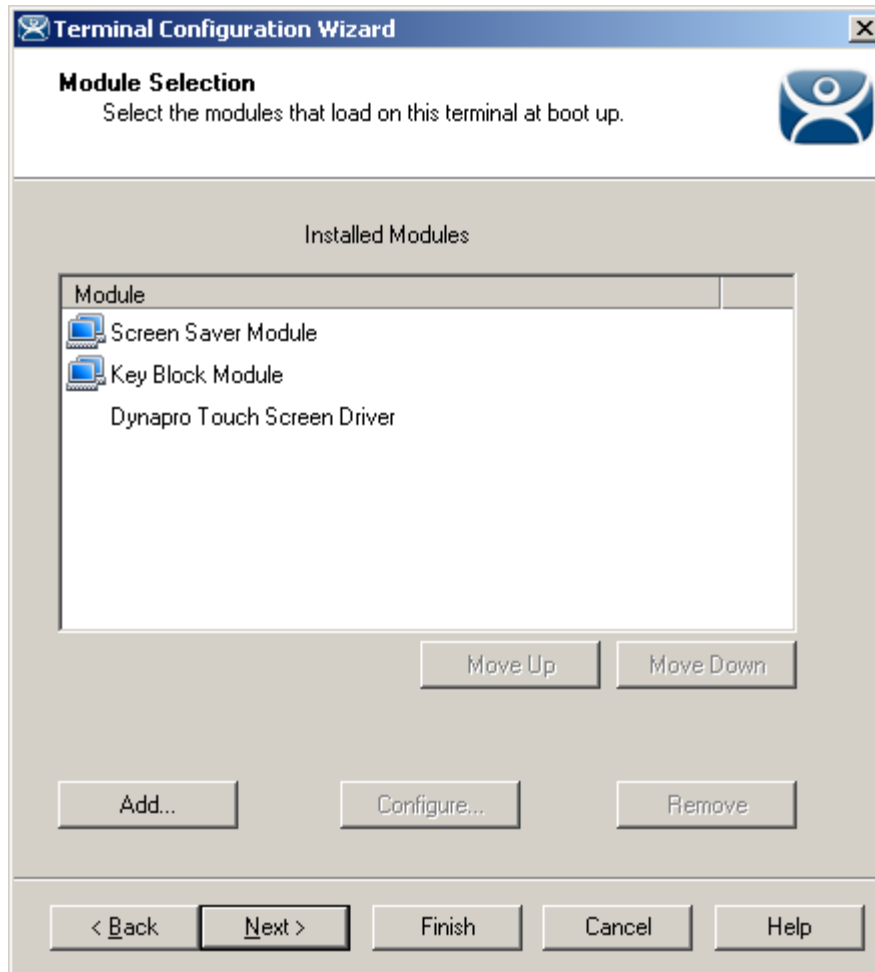 Terminal Configuration Wizard
Module Selection
Select the modules that load on this terminal at boot up.
Installed Modules
Module
Screen Saver Module
Key Block Module
Dynapro Touch Screen Driver
Move Up
Move Down
Add...
Configure...
Remove
< Back
Next >
Finish
Cancel
Help